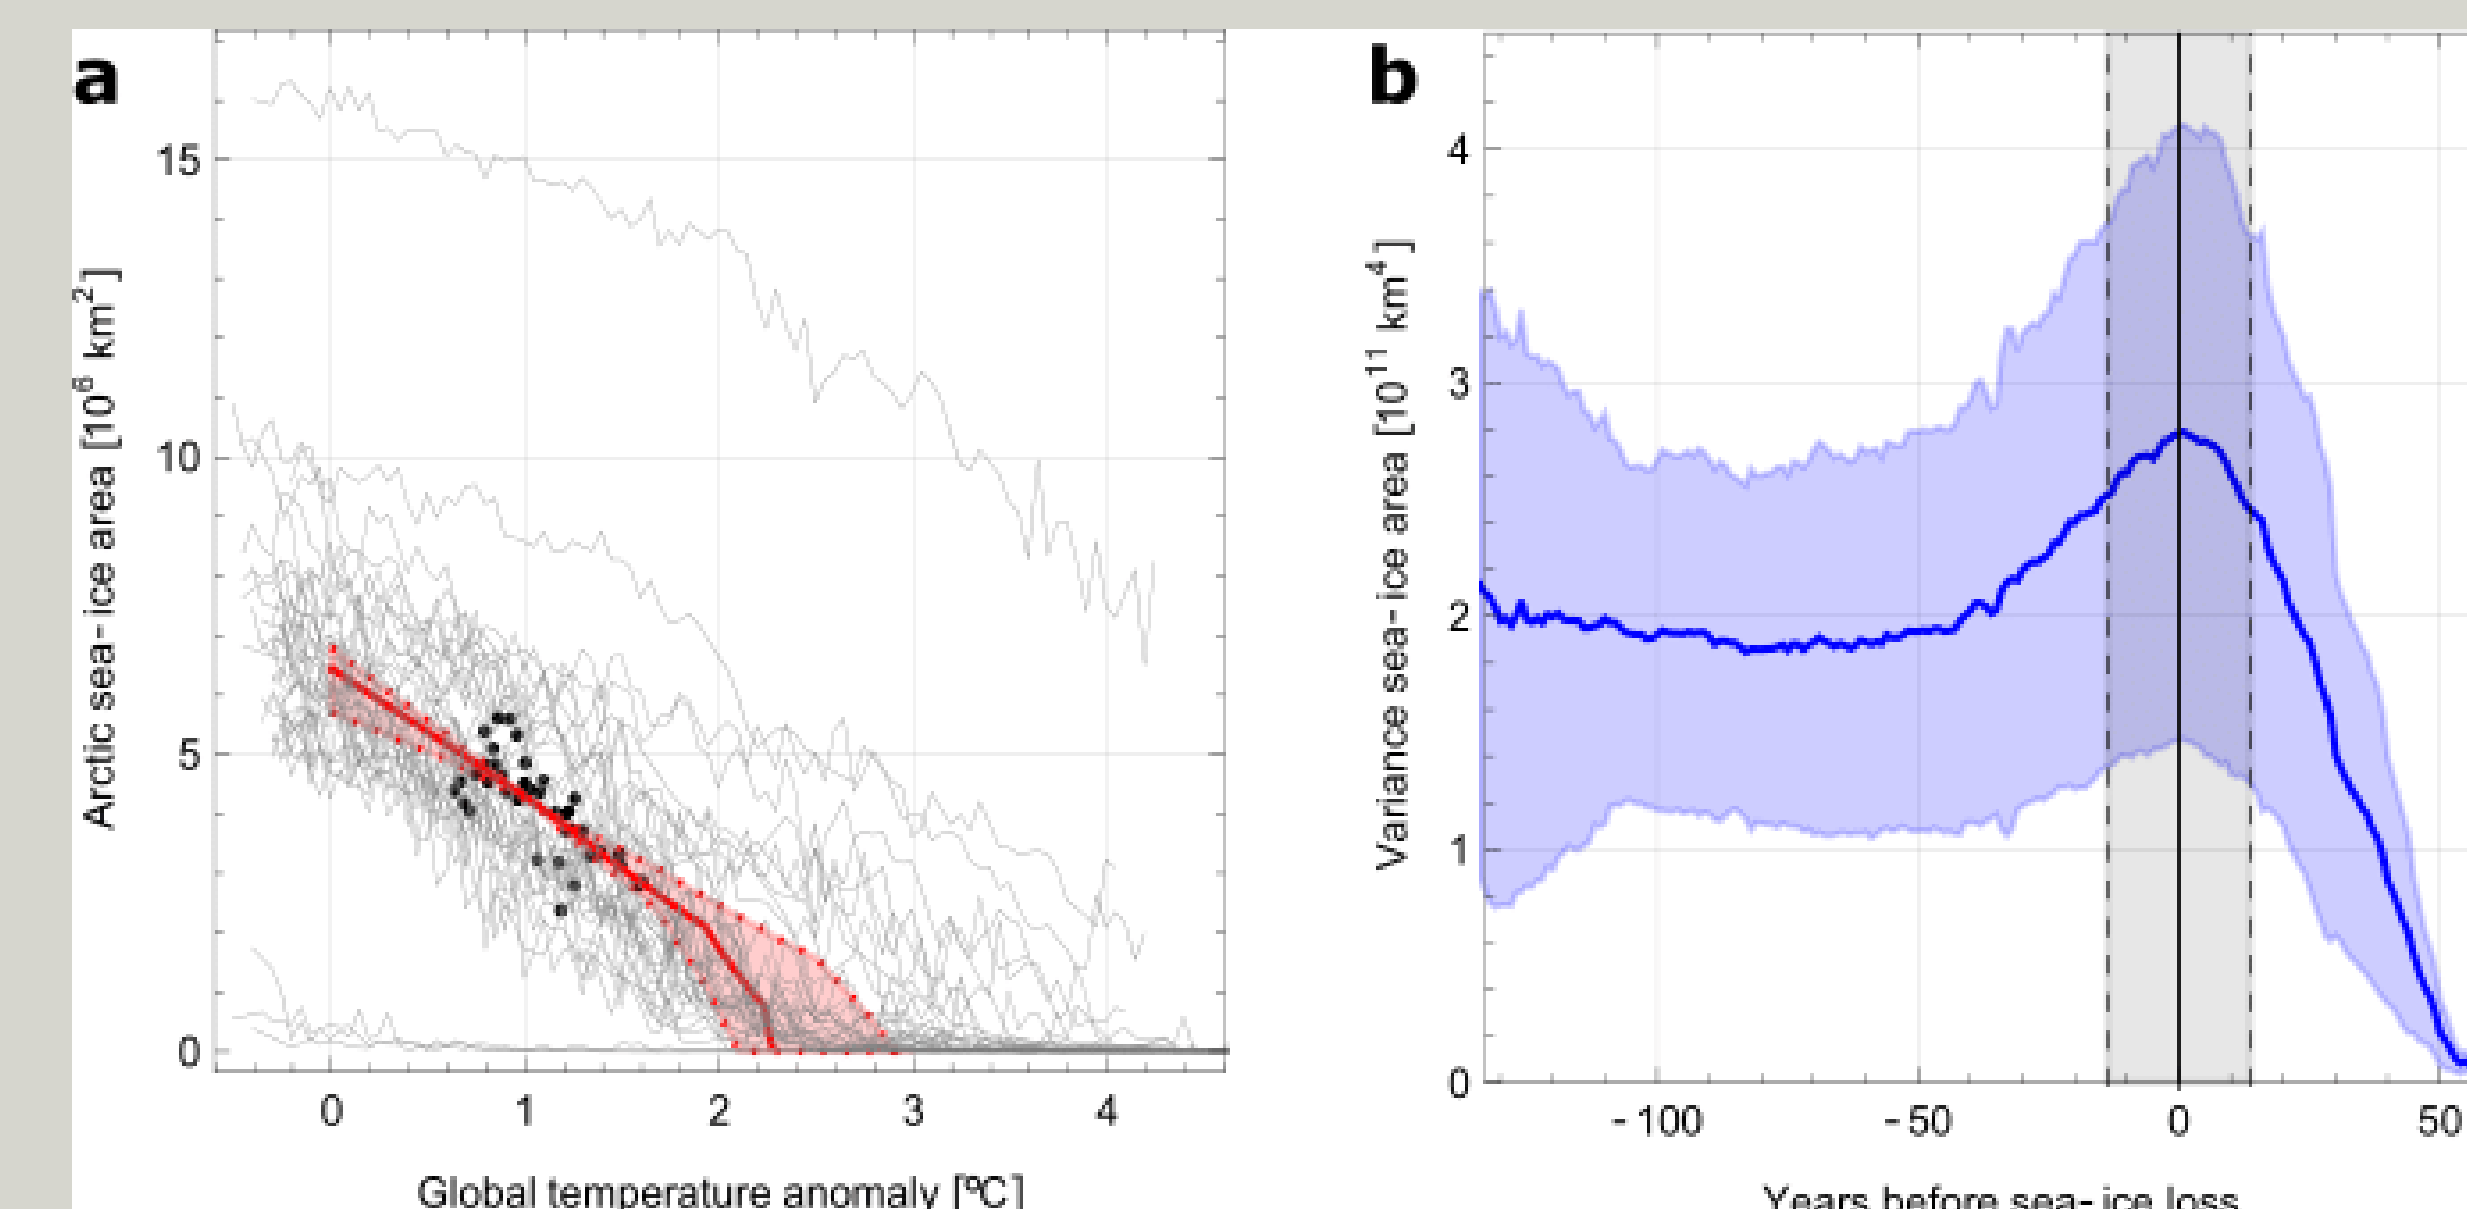 a
15
10
5
0
Arctic sea-ice area [10⁶ km²]
0 1 2 3 4
Global temperature anomaly [ºC]
b
4
3
2
1
0
Variance sea-ice area [10¹¹ km⁴]
-100 -50 0 50
Years before sea-ice loss